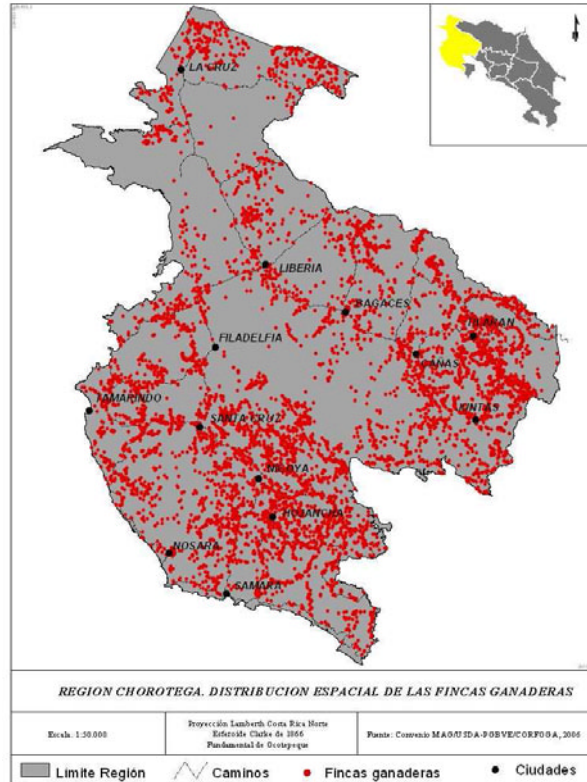 LA CRUZ
LIBERIA
BAGACES
TILARAN
FILADELFIA
CAÑAS
TAMARINDO
SANTA CRUZ
JUNTAS
NICOYA
HOJANCHA
NOSARA
SAMARA
REGION CHOROTEGA. DISTRIBUCION ESPACIAL DE LAS FINCAS GANADERAS
Escala. 1:50.000
Proyección Lamberth Costa Rica Norte
Esferoide Clarke de 1866
Fundamental de Ocotepeque
Fuente: Convenio MAG/USDA-PGBVE/CORFOGA, 2006
Limite Región
Caminos
Fincas ganaderas
Ciudades